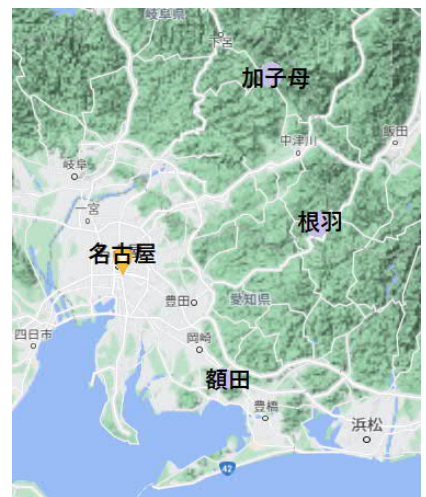 岐阜県
下宮
加子母
中津川
飯田
岐阜
一宮
根羽
名古屋
豊田
愛知県
四日市
岡崎
額田
豊橋
浜松
42